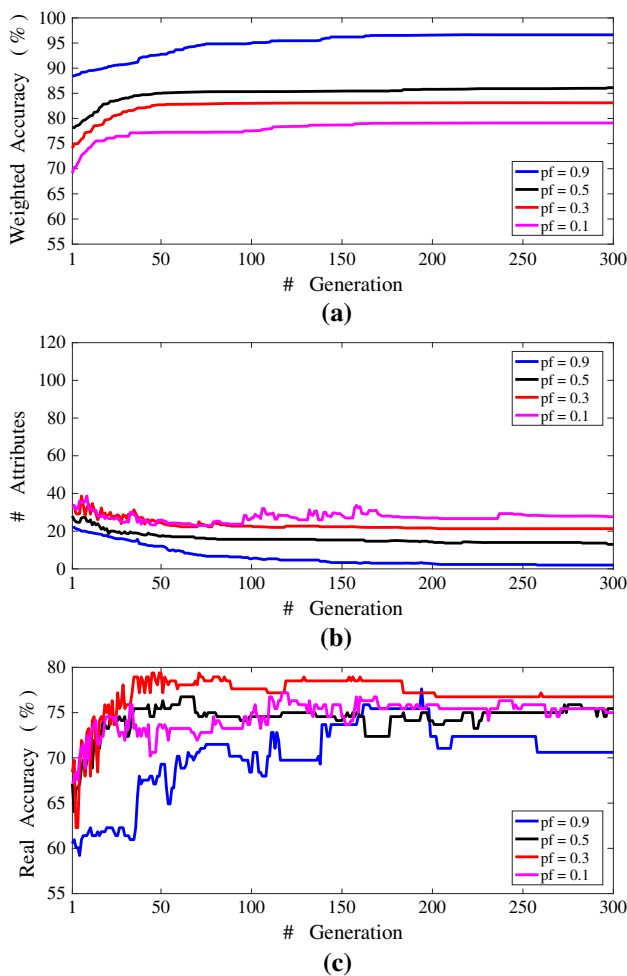 100
95
90
85
80
75
70
65
60
55
Weighted Accuracy (%)
pf = 0.9
pf = 0.5
pf = 0.3
pf = 0.1
1 50 100 150 200 250 300
# Generation
(a)
120
100
80
60
40
20
0
# Attributes
pf = 0.9
pf = 0.5
pf = 0.3
pf = 0.1
1 50 100 150 200 250 300
# Generation
(b)
80
75
70
65
60
55
Real Accuracy (%)
pf = 0.9
pf = 0.5
pf = 0.3
pf = 0.1
1 50 100 150 200 250 300
# Generation
(c)